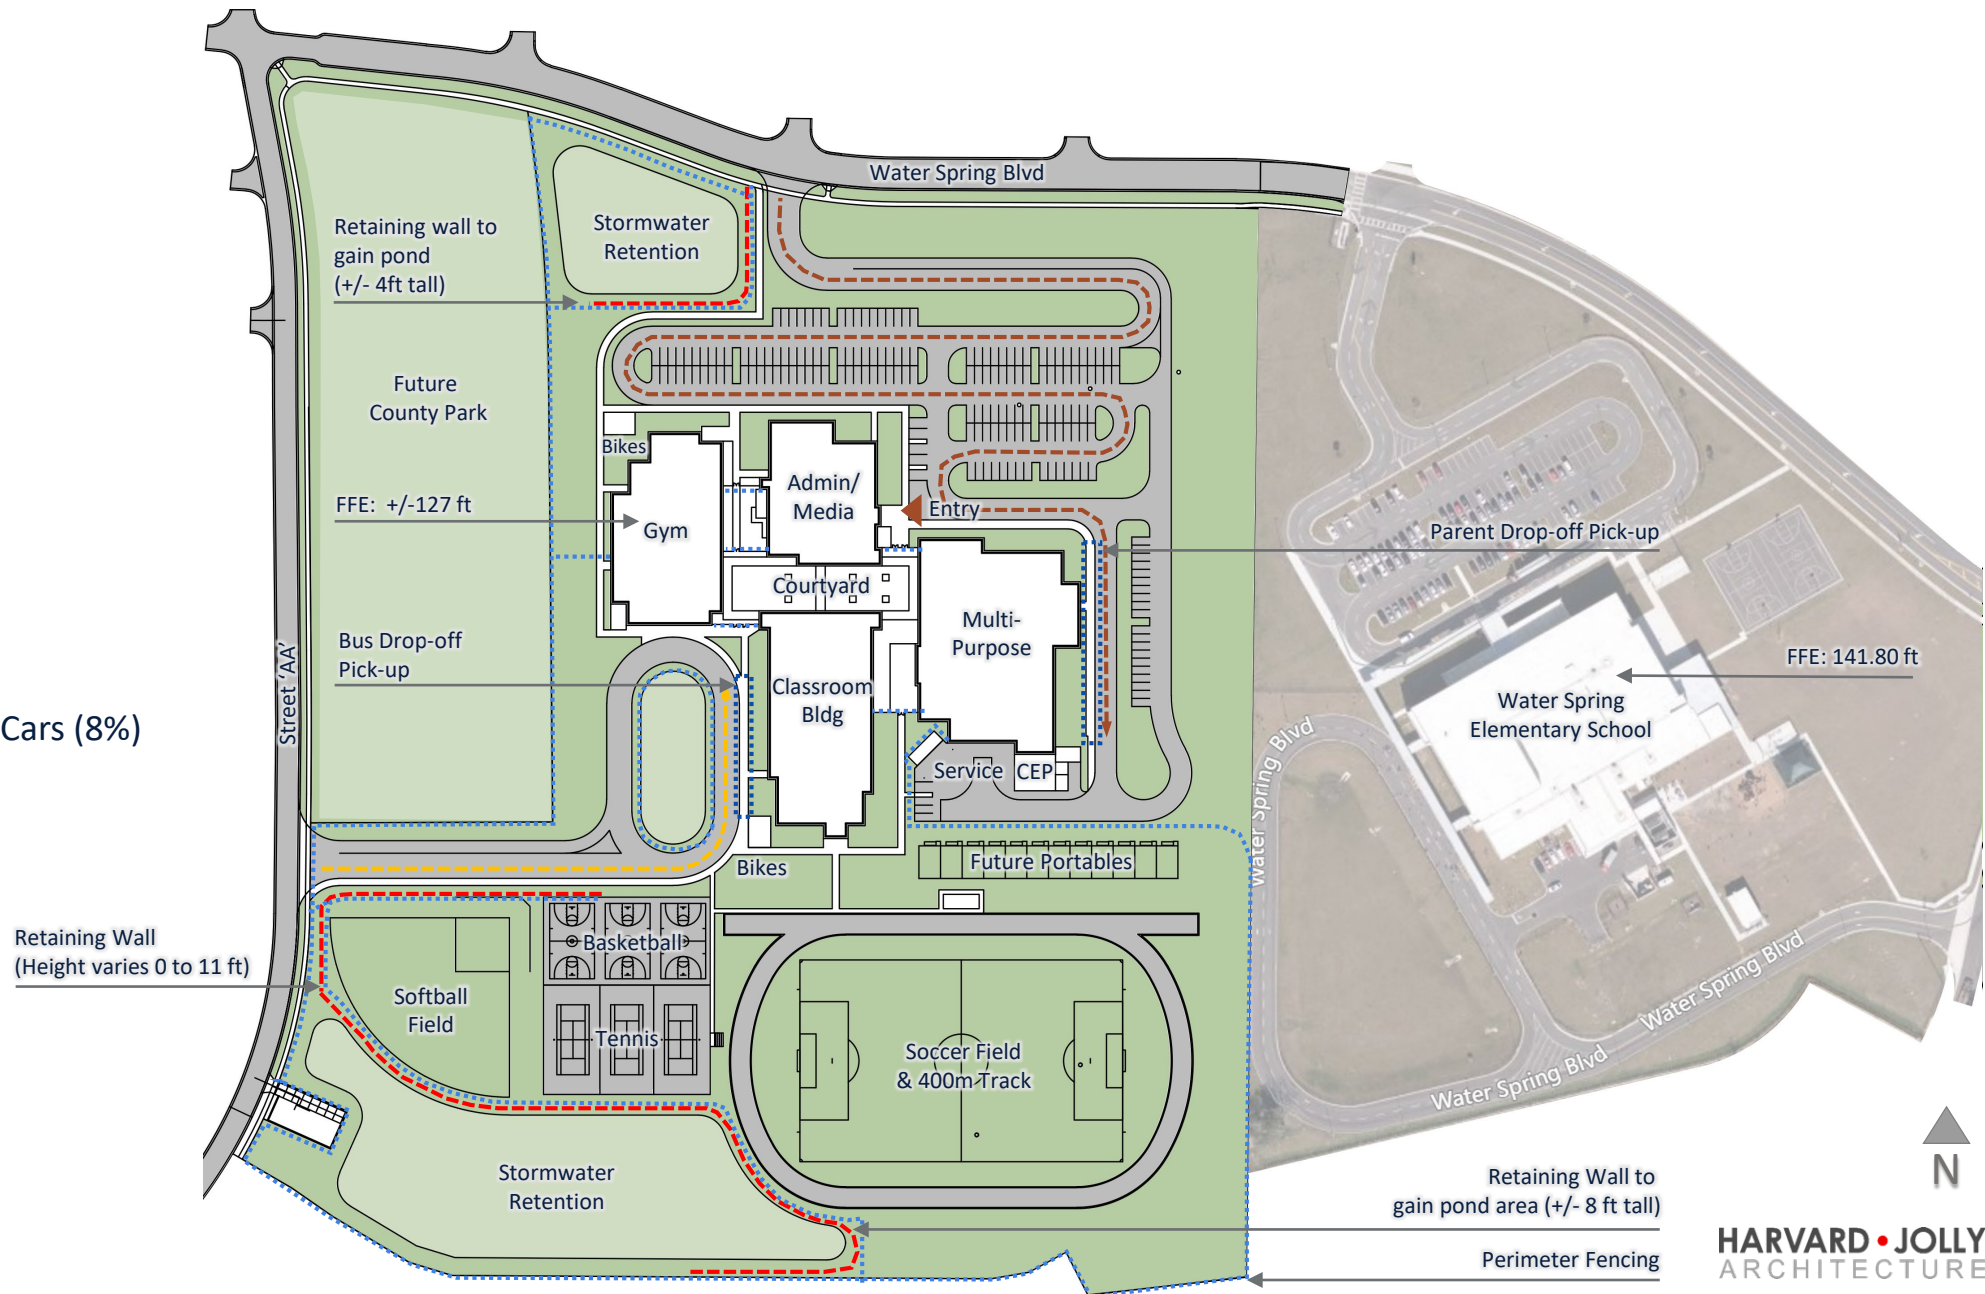 Water Spring Blvd
Stormwater
Retention
Retaining wall to
gain pond
(+/- 4ft tall)
Future
County Park
Bikes
Admin/
Media
FFE: +/-127 ft
Gym
Entry
Parent Drop-off Pick-up
Courtyard
Multi-
Purpose
Bus Drop-off
Pick-up
Street 'AA'
Classroom
Bldg
FFE: 141.80 ft
Water Spring
Elementary School
Cars (8%)
Water Spring Blvd
Service
CEP
Bikes
Future Portables
Retaining Wall
(Height varies 0 to 11 ft)
Basketball
Softball
Field
Tennis
Soccer Field
& 400m Track
Water Spring Blvd
Water Spring Blvd
Stormwater
Retention
Retaining Wall to
gain pond area (+/- 8 ft tall)
Perimeter Fencing
N
HARVARD • JOLLY
ARCHITECTURE